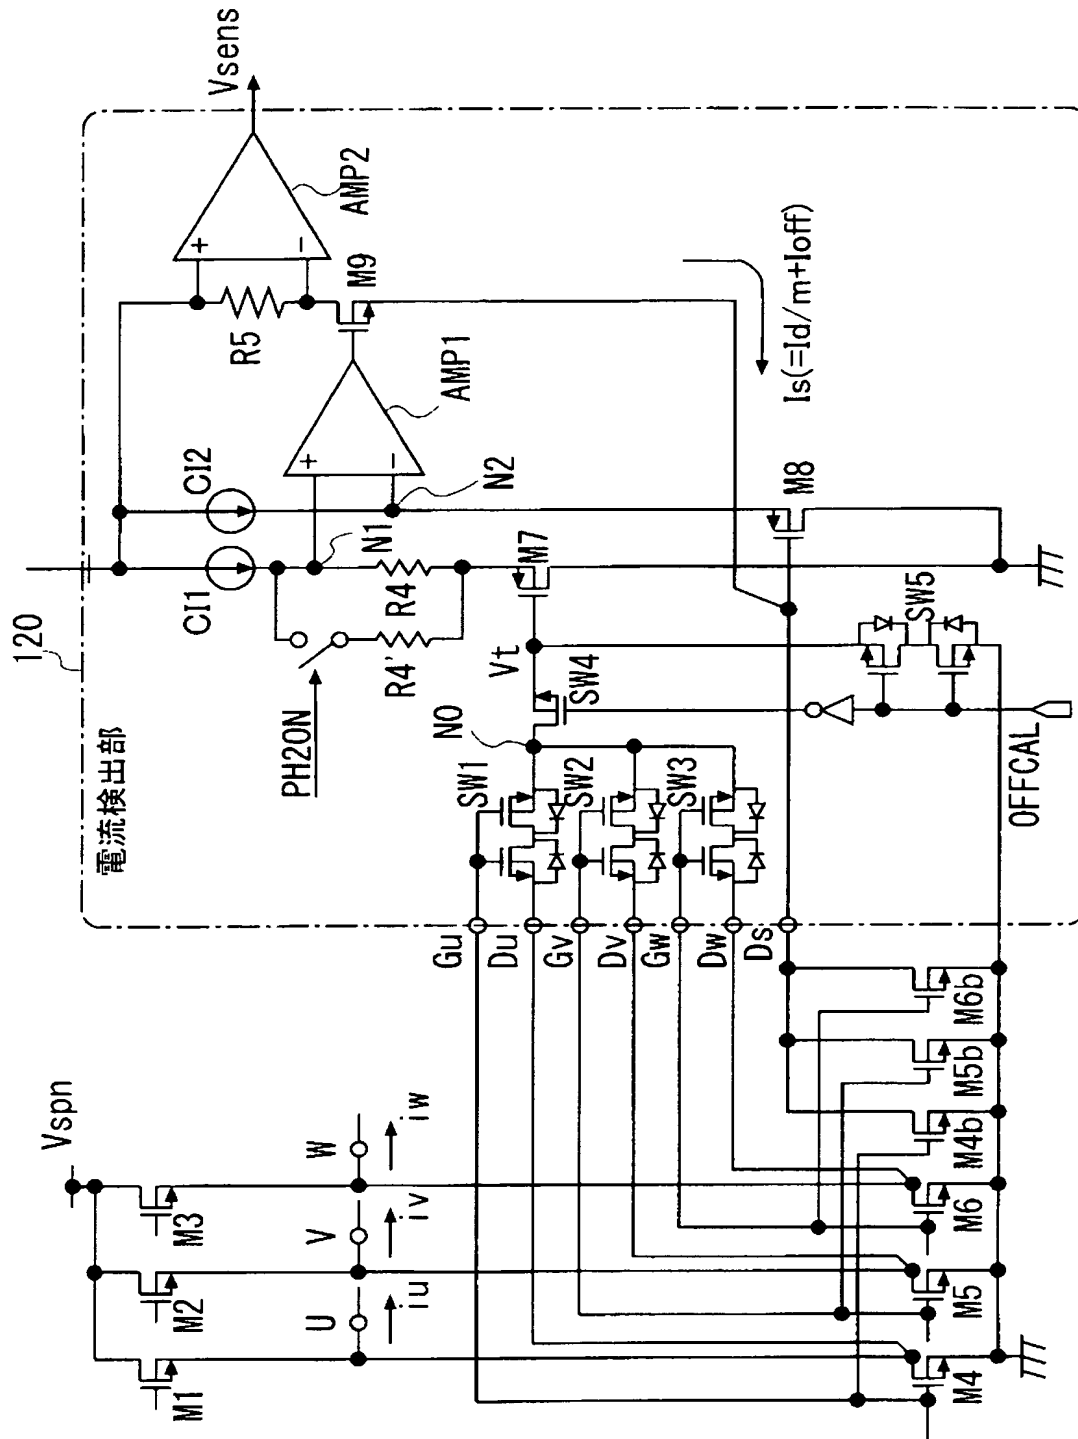 120
電流検出部
Vsens
AMP2
R5
M9
AMP1
CI2
CI1
N1
N2
R4
R4'
PH2ON
M7
M8
Is(=Id/m+Ioff)
Vt
N0
SW4
SW5
SW1
SW2
SW3
OFFCAL
Gu
Du
Gv
Dv
Gw
Dw
Ds
Vspn
M1
M2
M3
U
V
W
iu
iv
iw
M4
M5
M6
M4b
M5b
M6b
+
−
+
−